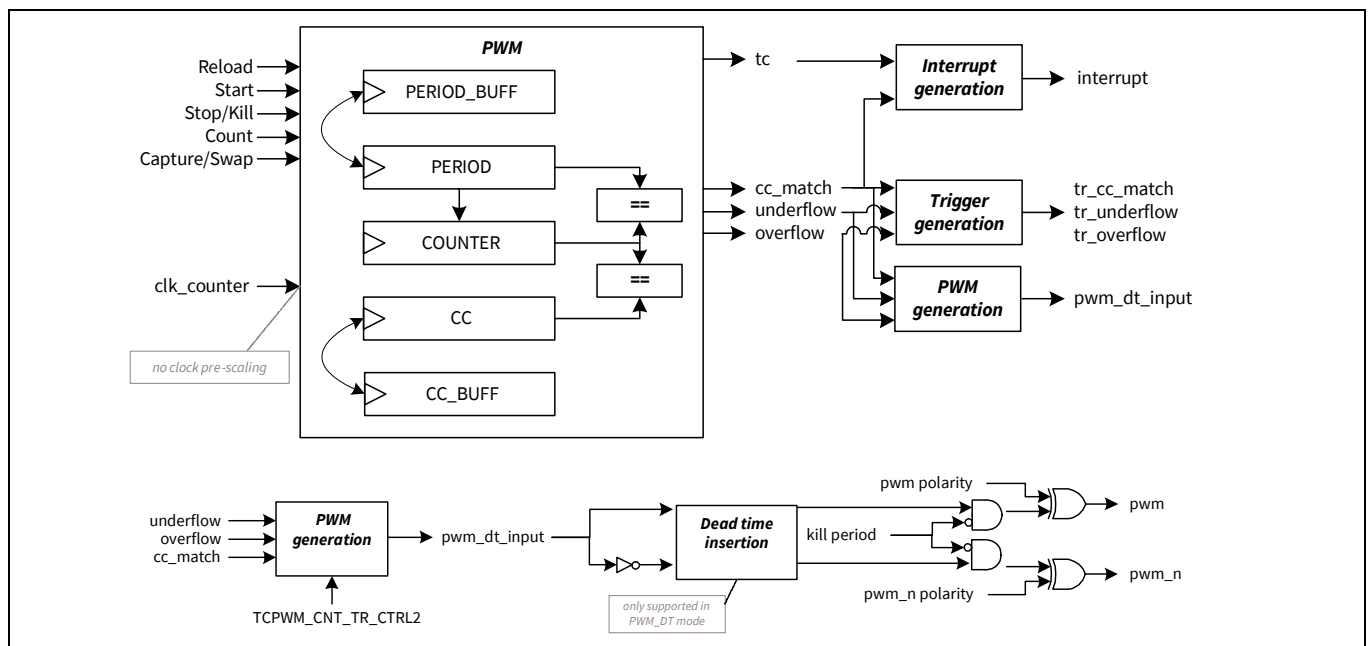 PWM
Reload
Start
Stop/Kill
Count
Capture/Swap
clk_counter
no clock pre-scaling
PERIOD_BUFF
PERIOD
==
COUNTER
==
CC
CC_BUFF
tc
cc_match
underflow
overflow
Interrupt
generation
interrupt
Trigger
generation
tr_cc_match
tr_underflow
tr_overflow
PWM
generation
pwm_dt_input
underflow
overflow
cc_match
PWM
generation
TCPWM_CNT_TR_CTRL2
pwm_dt_input
Dead time
insertion
only supported in
PWM_DT mode
pwm polarity
kill period
pwm_n polarity
pwm
pwm_n